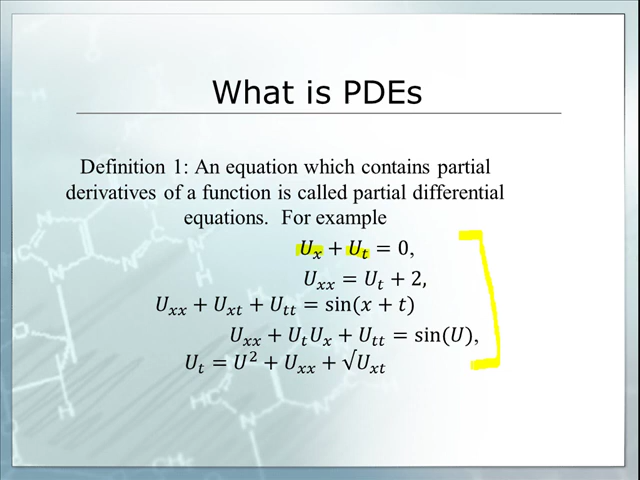 What is PDEs
Definition 1: An equation which contains partial
derivatives of a function is called partial differential
equations. For example
Uₓ + Uₜ = 0,
Uₓₓ = Uₜ + 2,
Uₓₓ + Uₓₜ + Uₜₜ = sin(x + t)
Uₓₓ + UₜUₓ + Uₜₜ = sin(U),
Uₜ = U² + Uₓₓ + √Uₓₜ